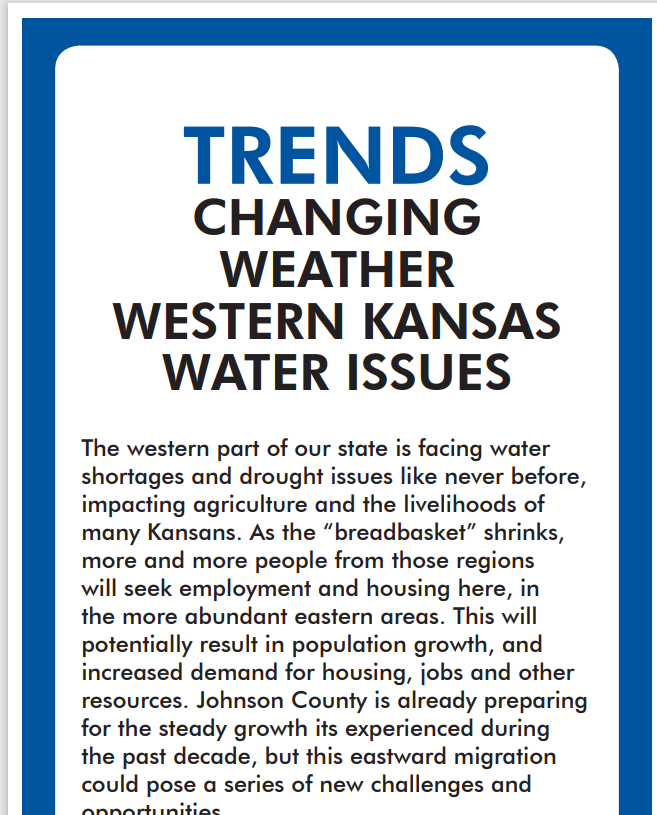 TRENDS
CHANGING
WEATHER
WESTERN KANSAS
WATER ISSUES
The western part of our state is facing water
shortages and drought issues like never before,
impacting agriculture and the livelihoods of
many Kansans. As the “breadbasket” shrinks,
more and more people from those regions
will seek employment and housing here, in
the more abundant eastern areas. This will
potentially result in population growth, and
increased demand for housing, jobs and other
resources. Johnson County is already preparing
for the steady growth its experienced during
the past decade, but this eastward migration
could pose a series of new challenges and
opportunities.